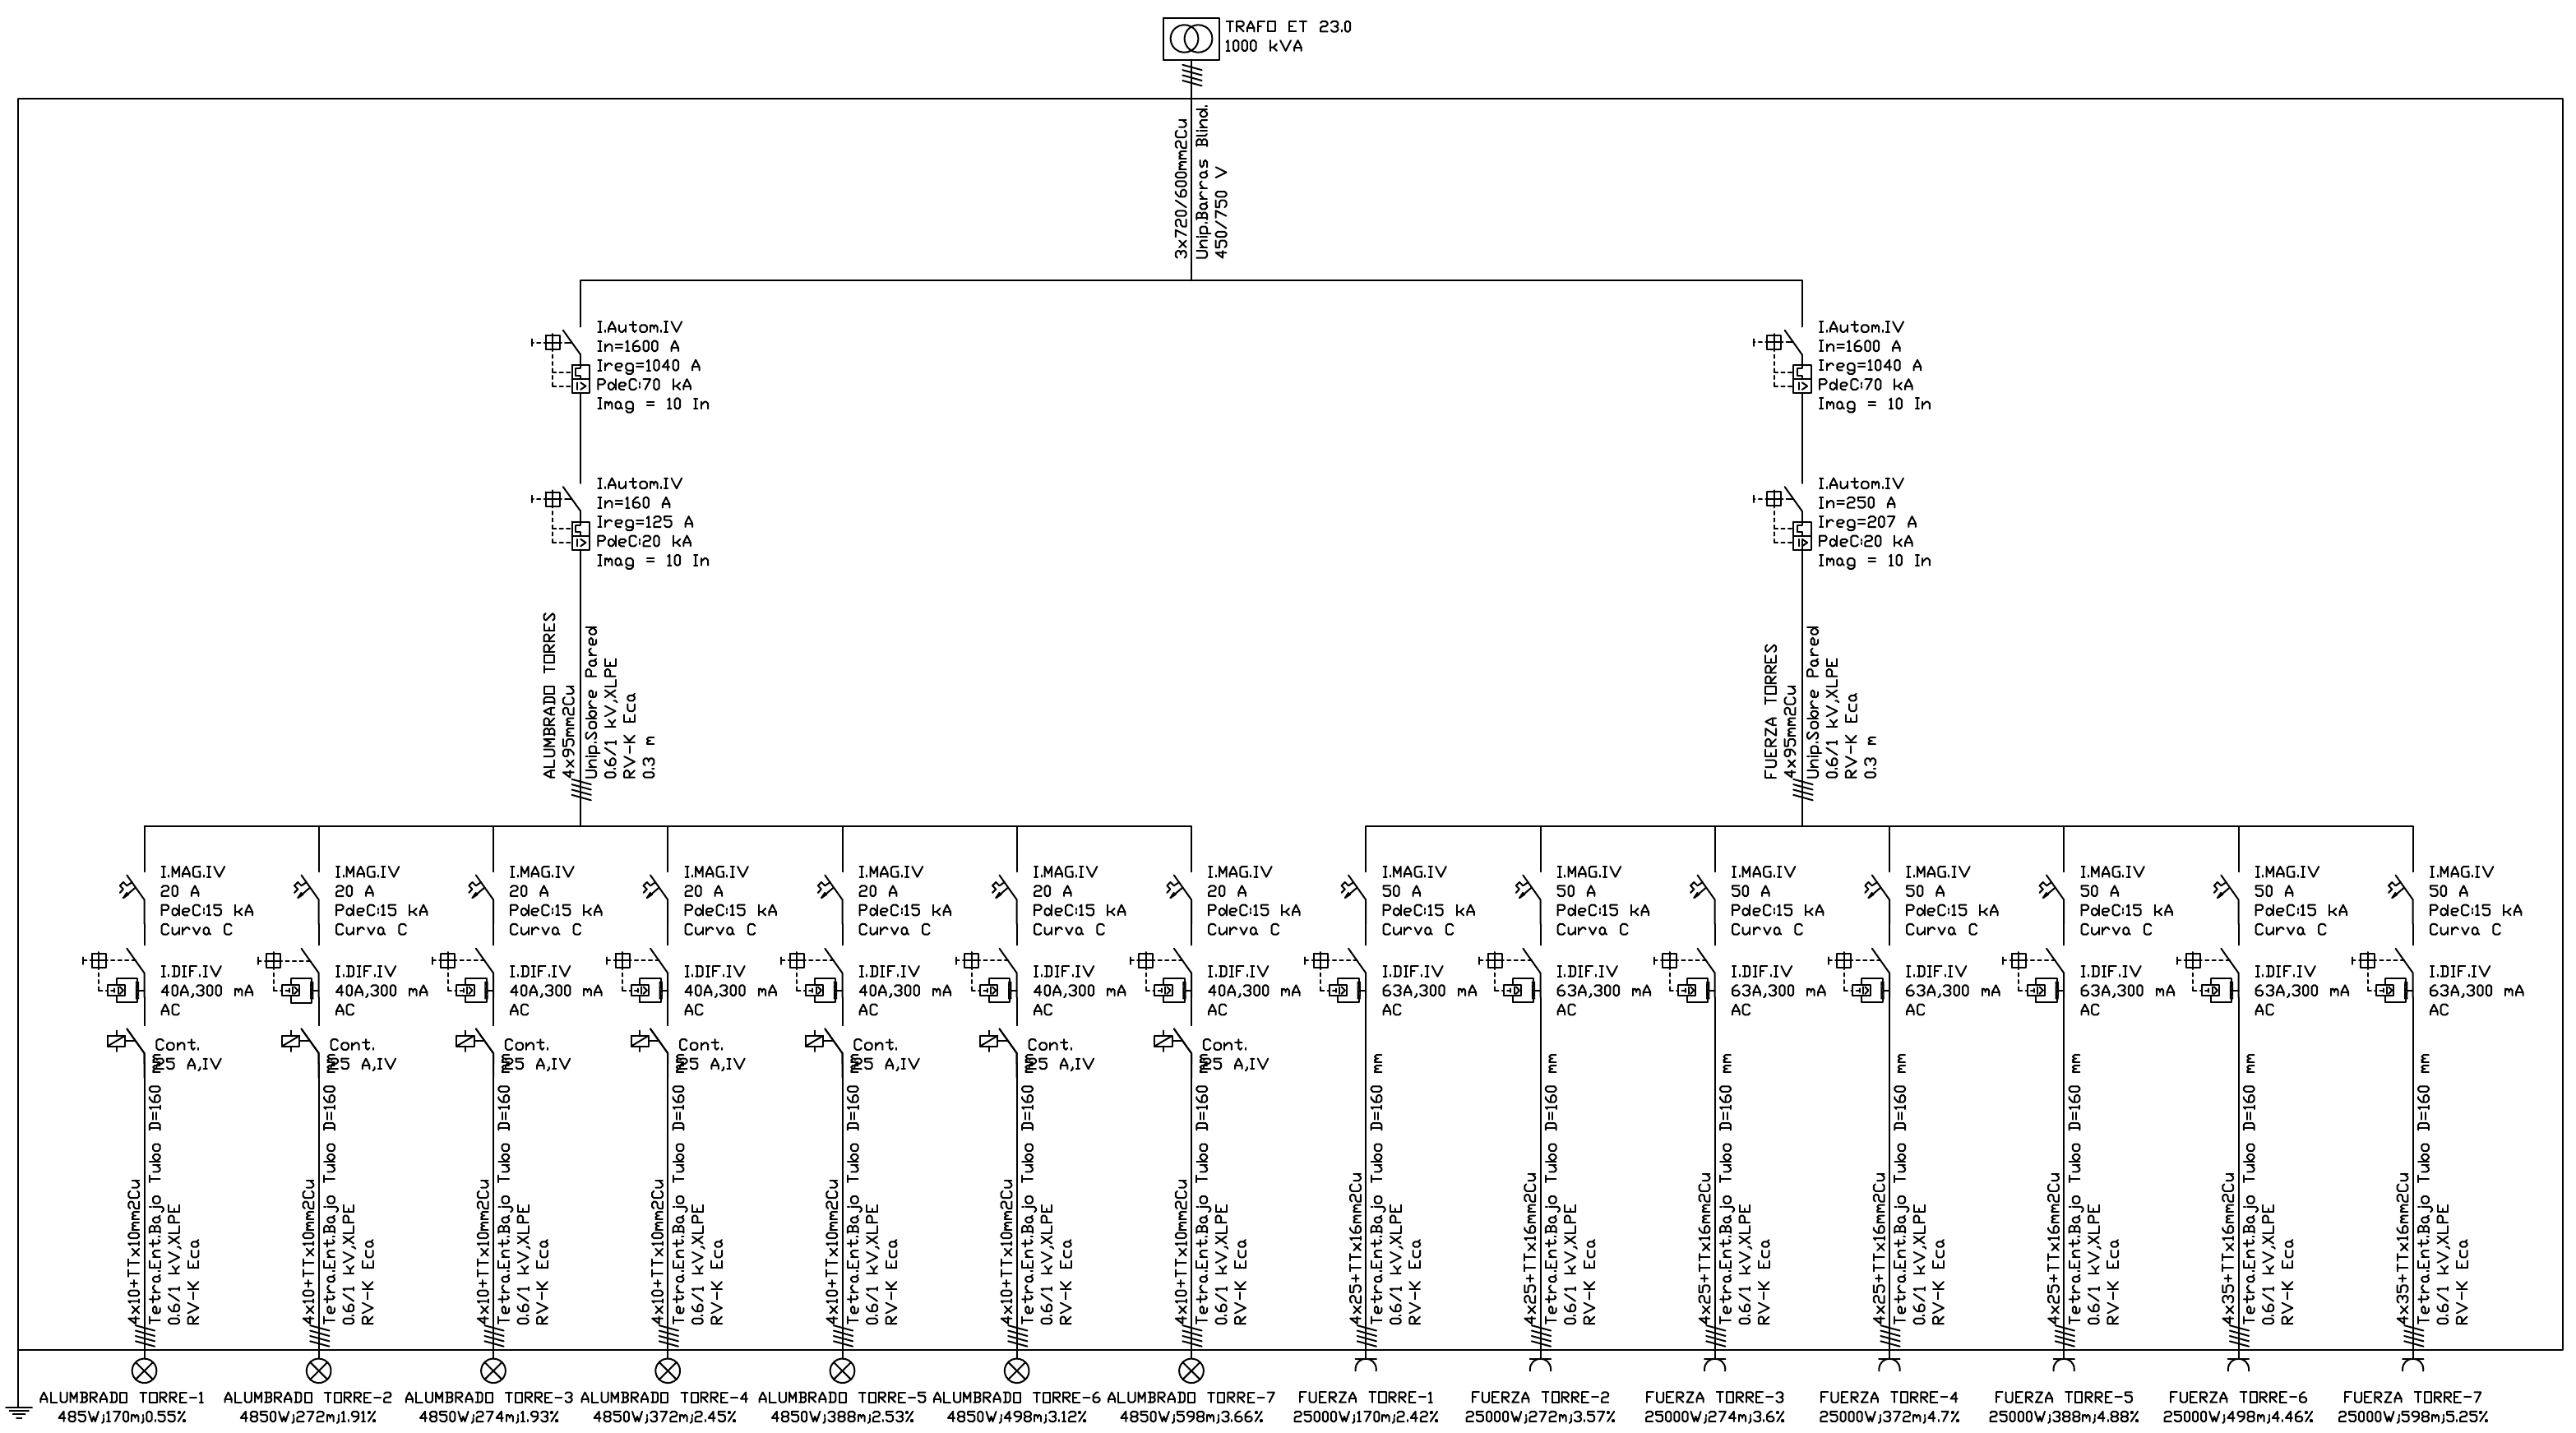 TRAFO ET 23.0
1000 kVA
3x720/600mm2Cu
Unip.Barras Blind.
450/750 V
I.Autom.IV
In=1600 A
Ireg=1040 A
PdeC:70 kA
Imag = 10 In
I.Autom.IV
In=1600 A
Ireg=1040 A
PdeC:70 kA
Imag = 10 In
I.Autom.IV
In=160 A
Ireg=125 A
PdeC:20 kA
Imag = 10 In
I.Autom.IV
In=250 A
Ireg=207 A
PdeC:20 kA
Imag = 10 In
ALUMBRADO TORRES
4x95mm2Cu
Unip.Sobre Pared
0.6/1 kV,XLPE
RV-K Eca
0.3 m
FUERZA TORRES
4x95mm2Cu
Unip.Sobre Pared
0.6/1 kV,XLPE
RV-K Eca
0.3 m
I.MAG.IV
20 A
PdeC:15 kA
Curva C
I.DIF.IV
40A,300 mA
AC
Cont.
25 A,IV
4x10+TTx10mm2Cu
Tetra.Ent.Bajo Tubo D=160 mm
0.6/1 kV,XLPE
RV-K Eca
ALUMBRADO TORRE-1
485W;170m;0.55%
I.MAG.IV
20 A
PdeC:15 kA
Curva C
I.DIF.IV
40A,300 mA
AC
Cont.
25 A,IV
4x10+TTx10mm2Cu
Tetra.Ent.Bajo Tubo D=160 mm
0.6/1 kV,XLPE
RV-K Eca
ALUMBRADO TORRE-2
4850W;272m;1.91%
I.MAG.IV
20 A
PdeC:15 kA
Curva C
I.DIF.IV
40A,300 mA
AC
Cont.
25 A,IV
4x10+TTx10mm2Cu
Tetra.Ent.Bajo Tubo D=160 mm
0.6/1 kV,XLPE
RV-K Eca
ALUMBRADO TORRE-3
4850W;274m;1.93%
I.MAG.IV
20 A
PdeC:15 kA
Curva C
I.DIF.IV
40A,300 mA
AC
Cont.
25 A,IV
4x10+TTx10mm2Cu
Tetra.Ent.Bajo Tubo D=160 mm
0.6/1 kV,XLPE
RV-K Eca
ALUMBRADO TORRE-4
4850W;372m;2.45%
I.MAG.IV
20 A
PdeC:15 kA
Curva C
I.DIF.IV
40A,300 mA
AC
Cont.
25 A,IV
4x10+TTx10mm2Cu
Tetra.Ent.Bajo Tubo D=160 mm
0.6/1 kV,XLPE
RV-K Eca
ALUMBRADO TORRE-5
4850W;388m;2.53%
I.MAG.IV
20 A
PdeC:15 kA
Curva C
I.DIF.IV
40A,300 mA
AC
Cont.
25 A,IV
4x10+TTx10mm2Cu
Tetra.Ent.Bajo Tubo D=160 mm
0.6/1 kV,XLPE
RV-K Eca
ALUMBRADO TORRE-6
4850W;498m;3.12%
I.MAG.IV
20 A
PdeC:15 kA
Curva C
I.DIF.IV
40A,300 mA
AC
Cont.
25 A,IV
4x10+TTx10mm2Cu
Tetra.Ent.Bajo Tubo D=160 mm
0.6/1 kV,XLPE
RV-K Eca
ALUMBRADO TORRE-7
4850W;598m;3.66%
I.MAG.IV
50 A
PdeC:15 kA
Curva C
I.DIF.IV
63A,300 mA
AC
4x25+TTx16mm2Cu
Tetra.Ent.Bajo Tubo D=160 mm
0.6/1 kV,XLPE
RV-K Eca
FUERZA TORRE-1
25000W;170m;2.42%
I.MAG.IV
50 A
PdeC:15 kA
Curva C
I.DIF.IV
63A,300 mA
AC
4x25+TTx16mm2Cu
Tetra.Ent.Bajo Tubo D=160 mm
0.6/1 kV,XLPE
RV-K Eca
FUERZA TORRE-2
25000W;272m;3.57%
I.MAG.IV
50 A
PdeC:15 kA
Curva C
I.DIF.IV
63A,300 mA
AC
4x25+TTx16mm2Cu
Tetra.Ent.Bajo Tubo D=160 mm
0.6/1 kV,XLPE
RV-K Eca
FUERZA TORRE-3
25000W;274m;3.6%
I.MAG.IV
50 A
PdeC:15 kA
Curva C
I.DIF.IV
63A,300 mA
AC
4x25+TTx16mm2Cu
Tetra.Ent.Bajo Tubo D=160 mm
0.6/1 kV,XLPE
RV-K Eca
FUERZA TORRE-4
25000W;372m;4.7%
I.MAG.IV
50 A
PdeC:15 kA
Curva C
I.DIF.IV
63A,300 mA
AC
4x25+TTx16mm2Cu
Tetra.Ent.Bajo Tubo D=160 mm
0.6/1 kV,XLPE
RV-K Eca
FUERZA TORRE-5
25000W;388m;4.88%
I.MAG.IV
50 A
PdeC:15 kA
Curva C
I.DIF.IV
63A,300 mA
AC
4x35+TTx16mm2Cu
Tetra.Ent.Bajo Tubo D=160 mm
0.6/1 kV,XLPE
RV-K Eca
FUERZA TORRE-6
25000W;498m;4.46%
I.MAG.IV
50 A
PdeC:15 kA
Curva C
I.DIF.IV
63A,300 mA
AC
4x35+TTx16mm2Cu
Tetra.Ent.Bajo Tubo D=160 mm
0.6/1 kV,XLPE
RV-K Eca
FUERZA TORRE-7
25000W;598m;5.25%